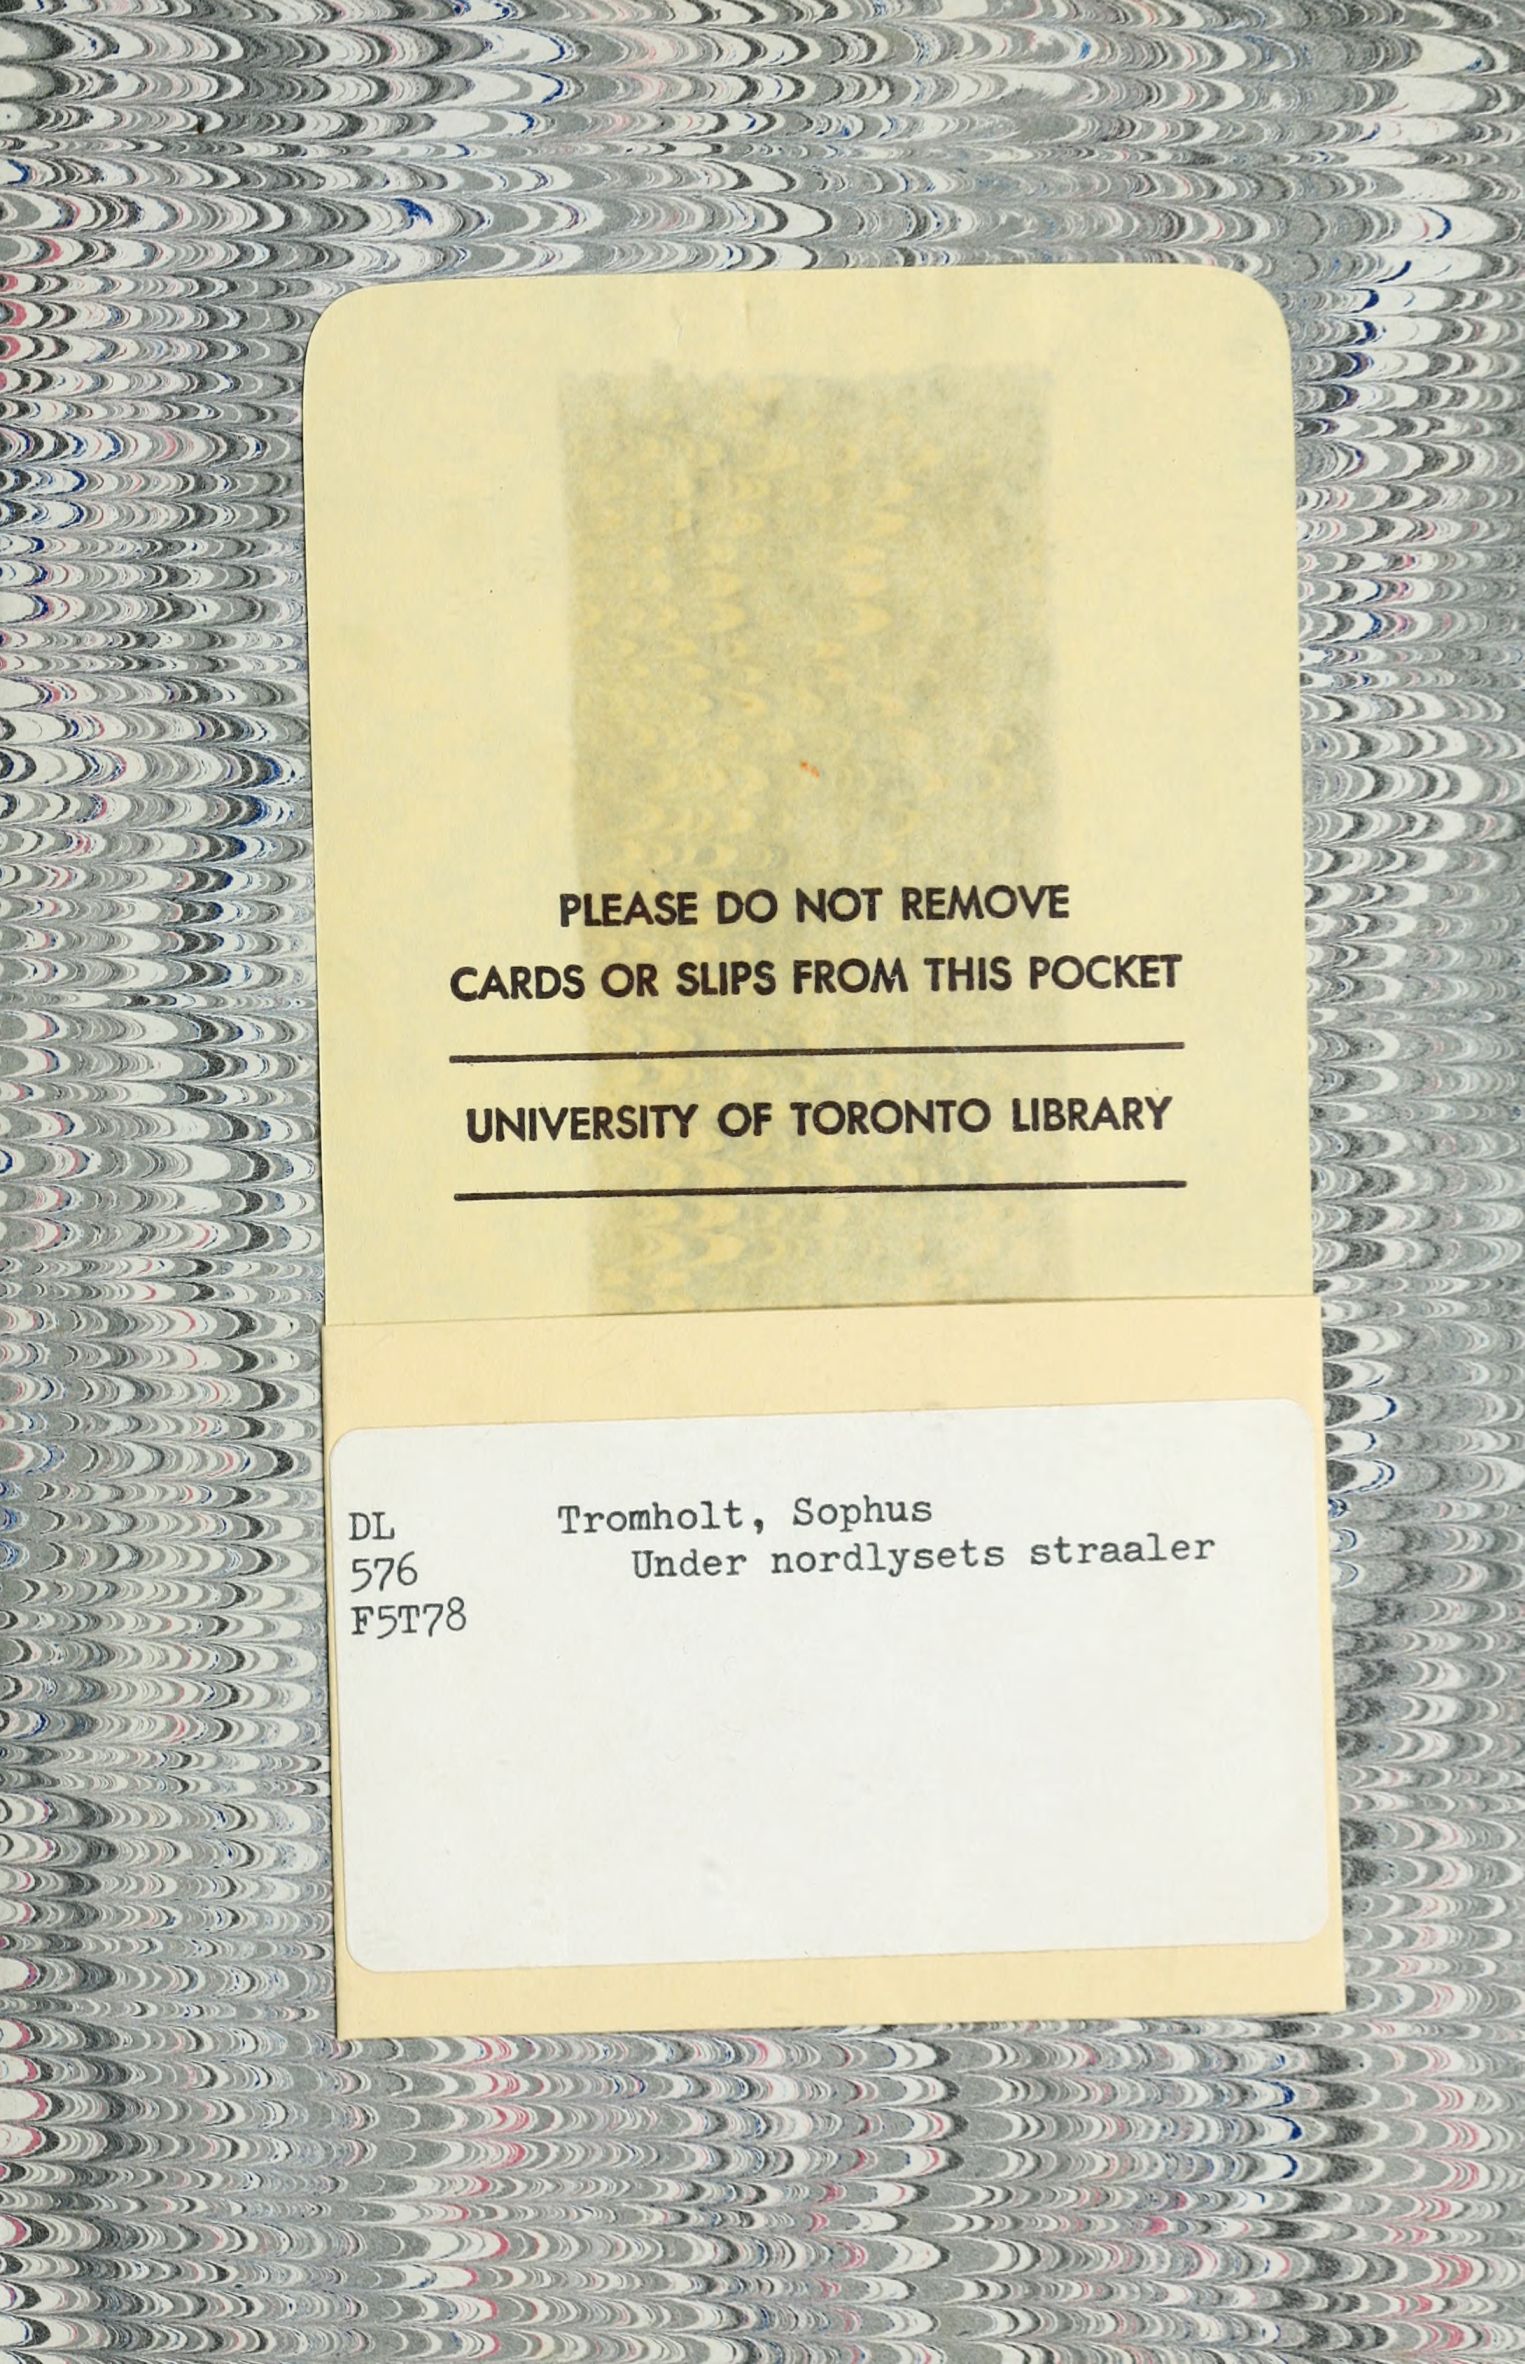 PLEASE DO NOT REMOVE
CARDS OR SLIPS FROM THIS POCKET
UNIVERSITY OF TORONTO LIBRARY
DL
576
F5T78
Tromholt, Sophus
Under nordlysets straaler